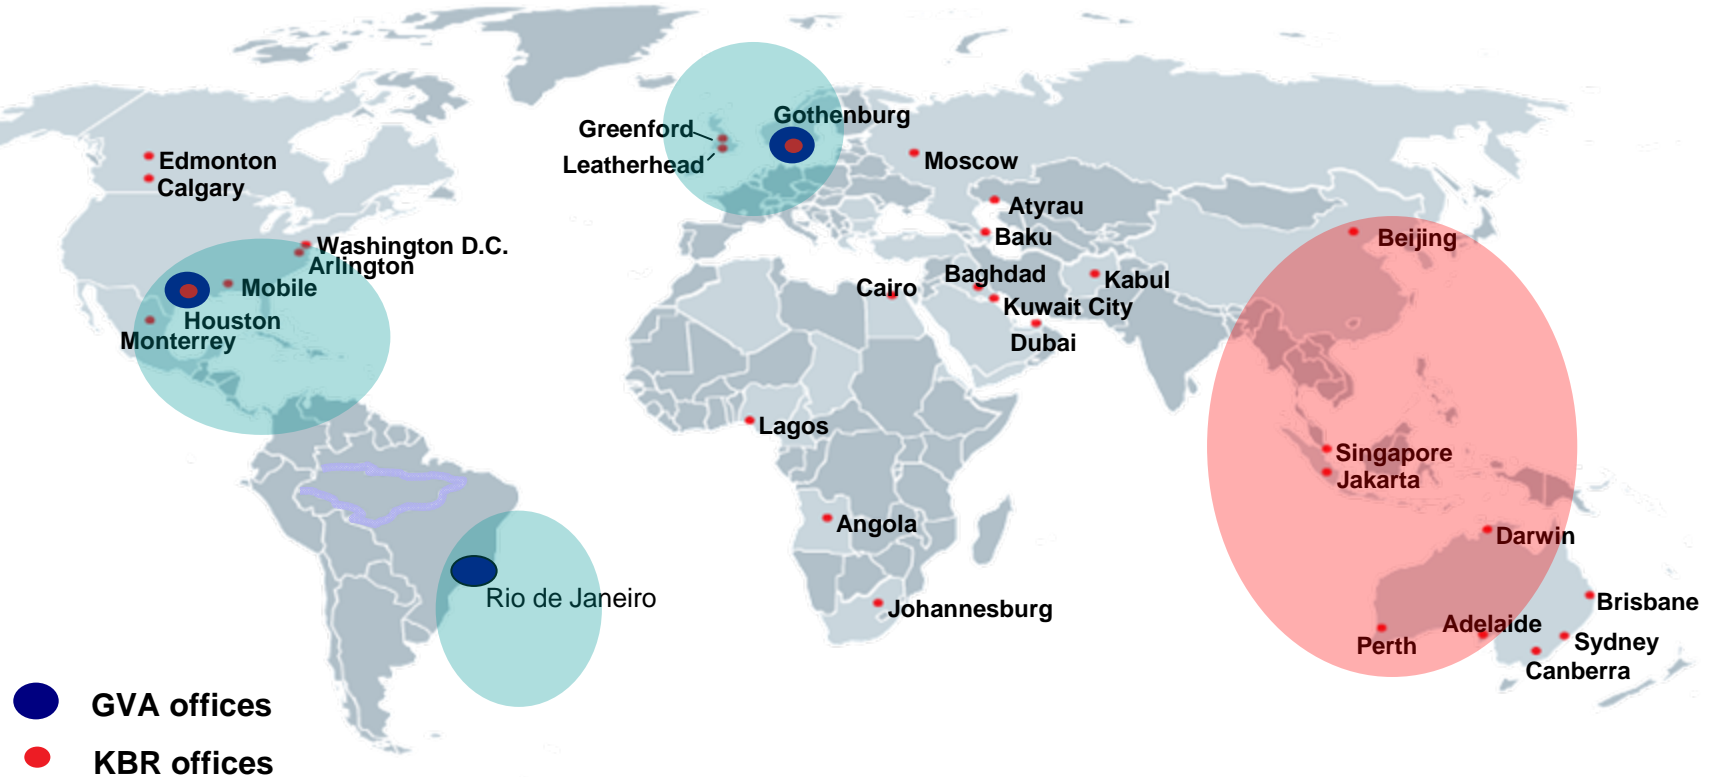 Gothenburg
Greenford
Leatherhead
Moscow
Edmonton
Calgary
Atyrau
Baku
Washington D.C.
Arlington
Beijing
Baghdad
Kabul
Cairo
Mobile
Kuwait City
Houston
Monterrey
Dubai
Lagos
Singapore
Jakarta
Angola
Darwin
Rio de Janeiro
Johannesburg
Brisbane
Adelaide
Perth
Sydney
Canberra
GVA offices
KBR offices